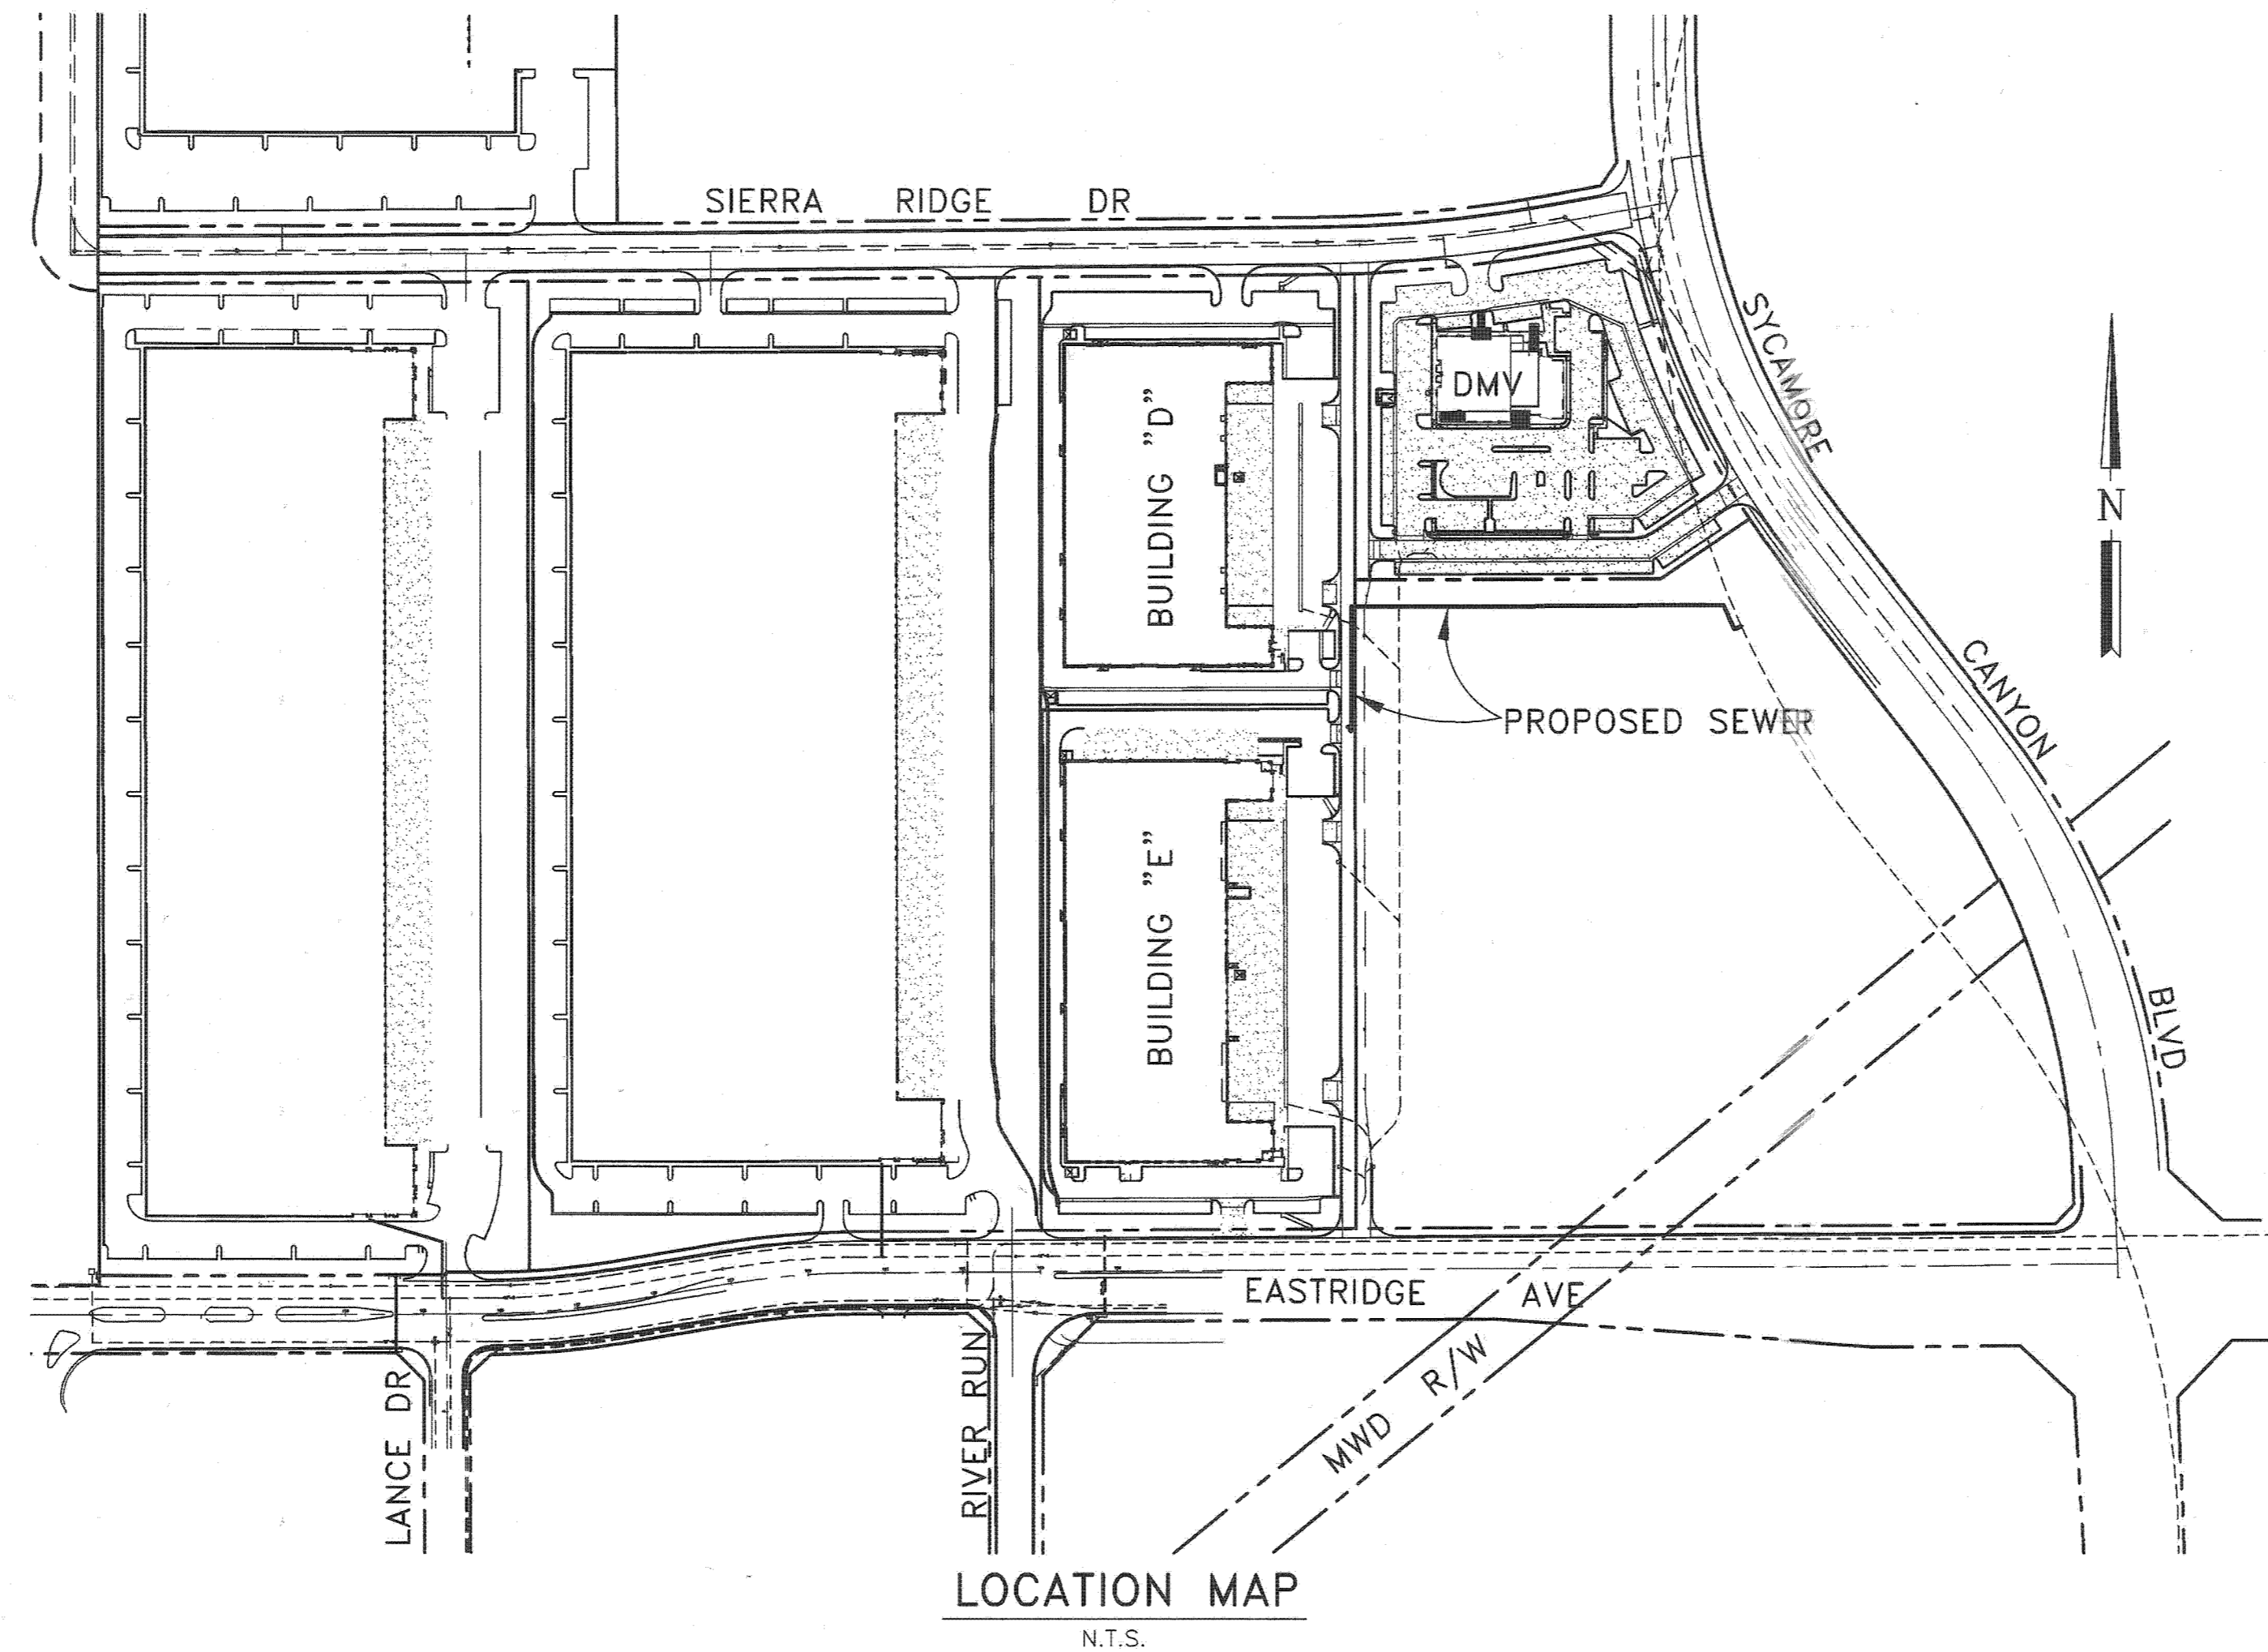 SIERRA RIDGE DR
SYCAMORE CANYON BLVD
DMV
BUILDING "D"
N
PROPOSED SEWER
BUILDING "E"
EASTRIDGE AVE
MWD R/W
LANCE DR
RIVER RUN
LOCATION MAP
N.T.S.